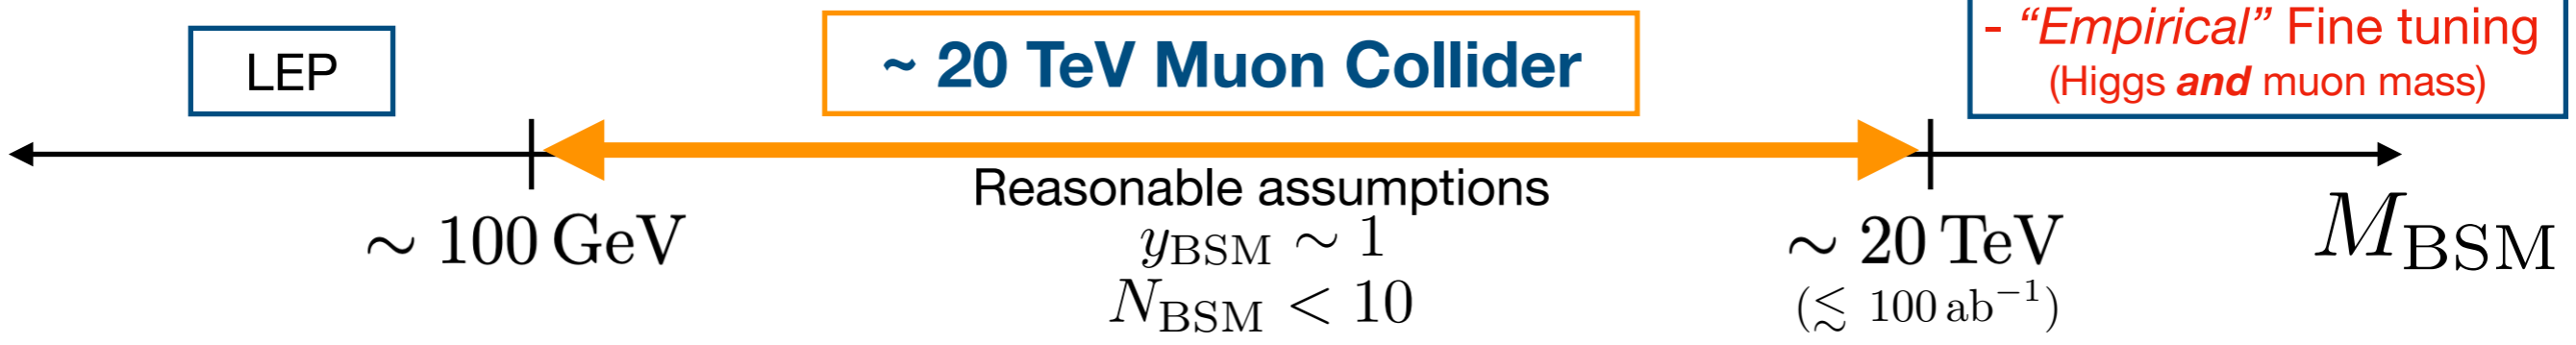 LEP
~ 20 TeV Muon Collider
- “Empirical” Fine tuning
(Higgs and muon mass)
Reasonable assumptions
y_BSM ∼ 1
N_BSM < 10
∼ 100 GeV
∼ 20 TeV
(≲ 100 ab⁻¹)
M_BSM